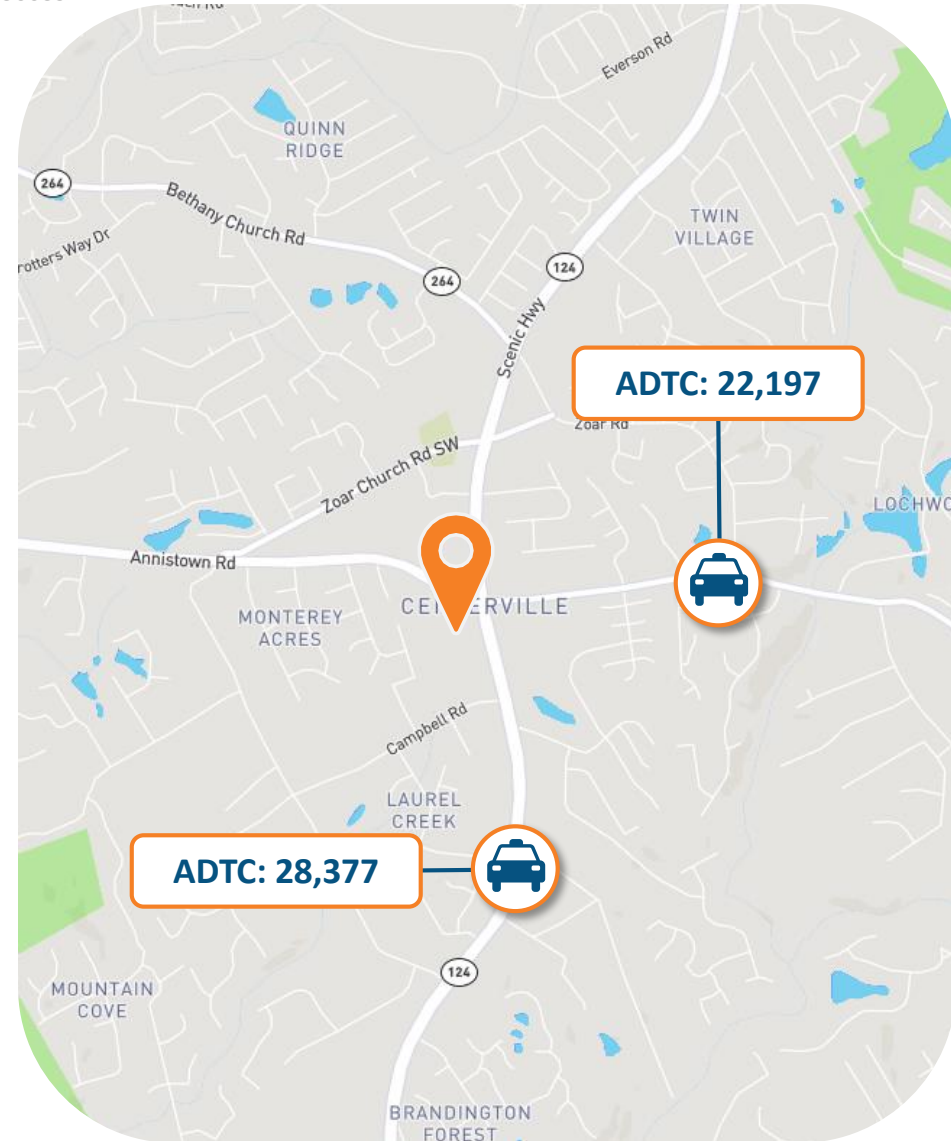 Everson Rd
QUINN
RIDGE
264
Bethany Church Rd
TWIN
VILLAGE
rotters Way Dr
264
124
Scenic Hwy
ADTC: 22,197
Zoar Rd
Zoar Church Rd SW
LOCHWO
Annistown Rd
MONTEREY
ACRES
CE ERVILLE
Campbell Rd
LAUREL
CREEK
ADTC: 28,377
124
MOUNTAIN
COVE
BRANDINGTON
FOREST